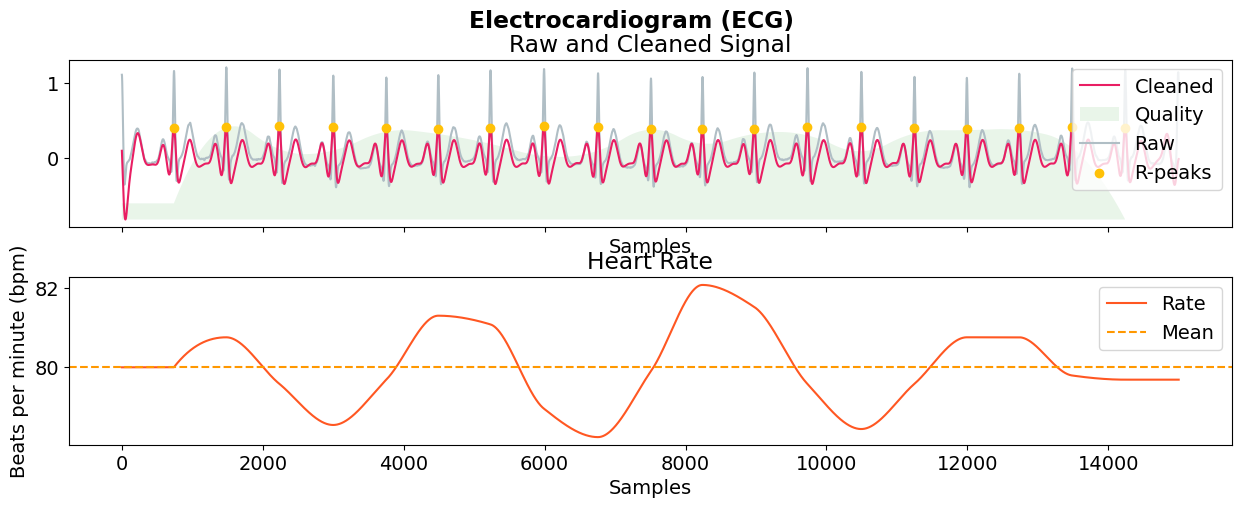 Electrocardiogram (ECG)
Raw and Cleaned Signal
1
0
Cleaned
Quality
Raw
R-peaks
Samples
Heart Rate
Beats per minute (bpm)
82
80
Rate
Mean
0 2000 4000 6000 8000 10000 12000 14000
Samples